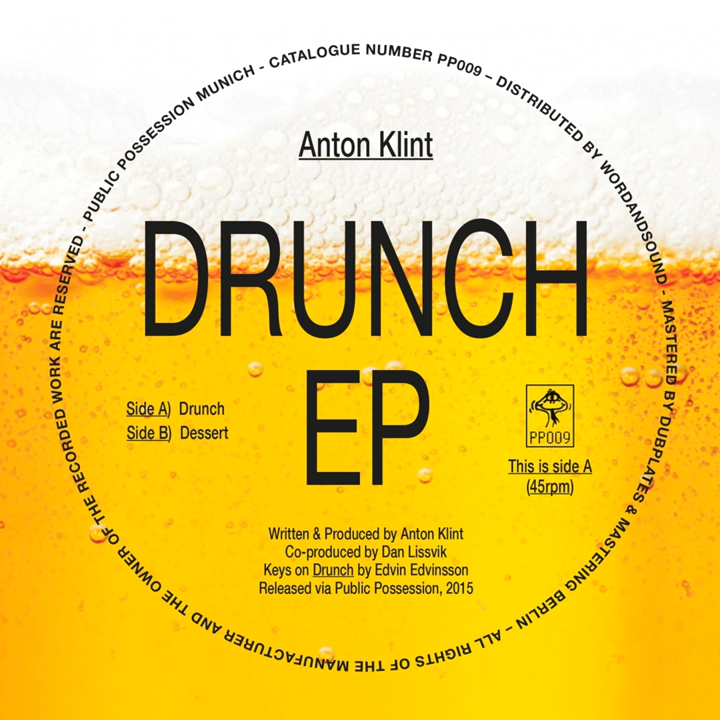 PUBLIC POSSESSION MUNICH - CATALOGUE NUMBER PP009 – DISTRIBUTED BY WORDANDSOUND - MASTERED BY DUBPLATES & MASTERING BERLIN – ALL RIGHTS OF THE MANUFACTURER AND THE OWNER OF THE RECORDED WORK ARE RESERVED -
Anton Klint
DRUNCH
EP
Side A) Drunch
Side B) Dessert
PP009
This is side A
(45rpm)
Written & Produced by Anton Klint
Co-produced by Dan Lissvik
Keys on Drunch by Edvin Edvinsson
Released via Public Possession, 2015